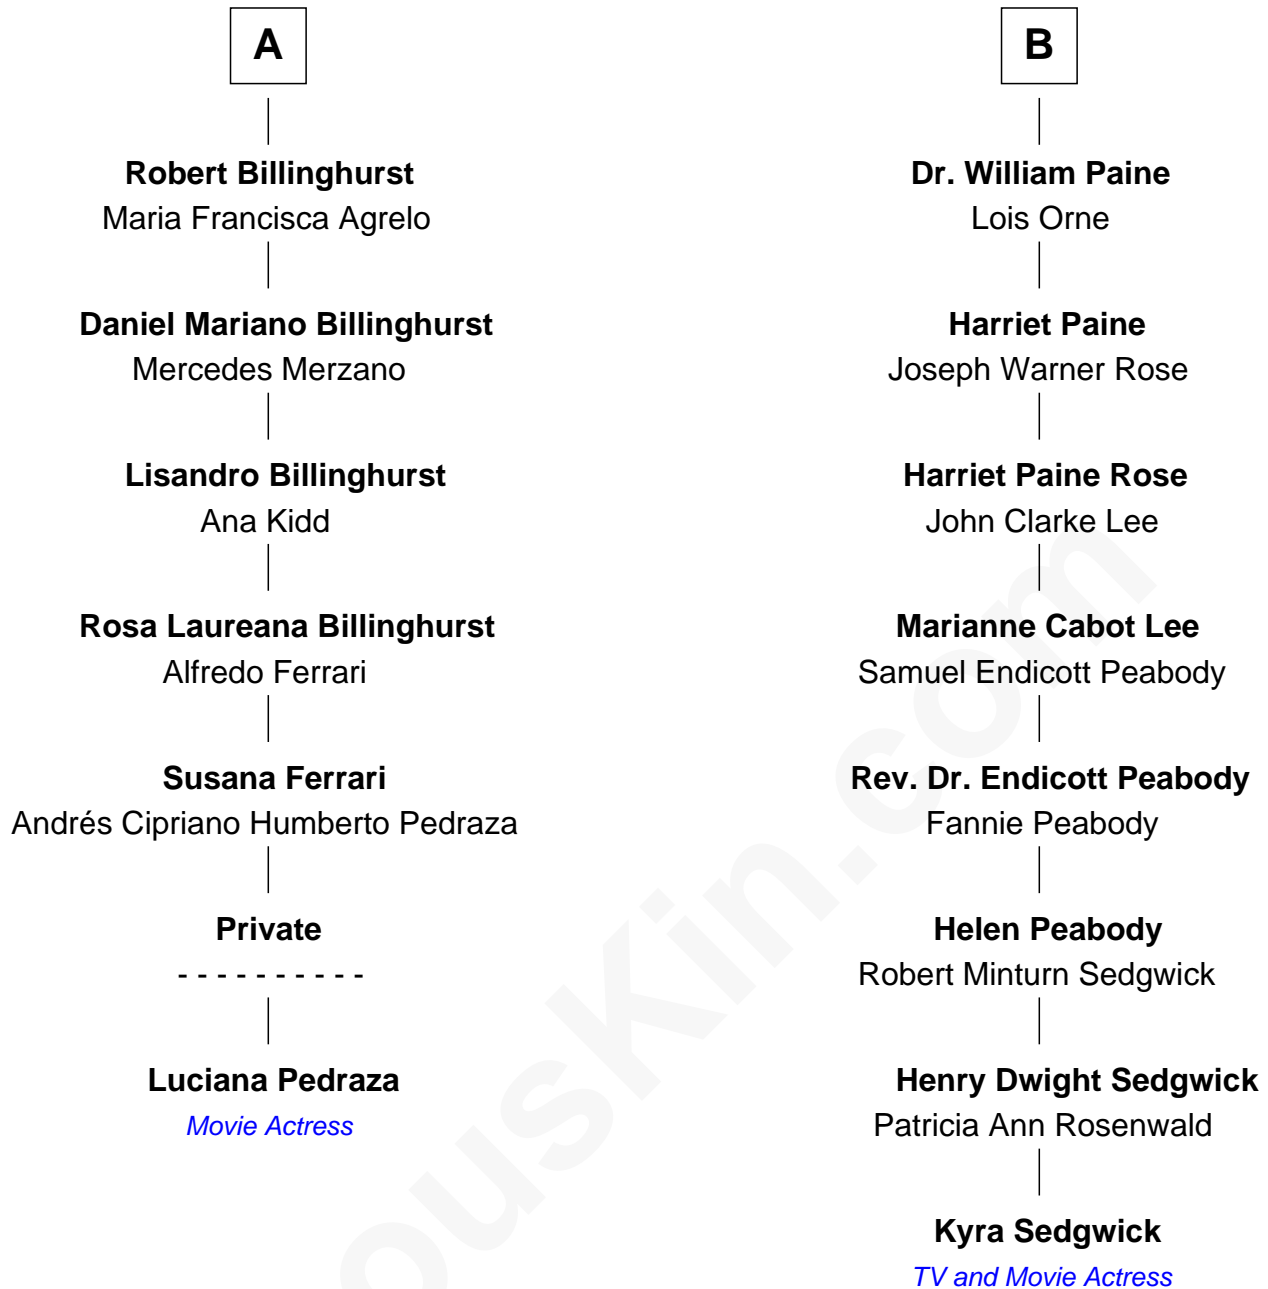 A
Robert Billinghurst
Maria Francisca Agrelo
Daniel Mariano Billinghurst
Mercedes Merzano
Lisandro Billinghurst
Ana Kidd
Rosa Laureana Billinghurst
Alfredo Ferrari
Susana Ferrari
Andrés Cipriano Humberto Pedraza
Private
- - - - - - - - - -
Luciana Pedraza
Movie Actress
B
Dr. William Paine
Lois Orne
Harriet Paine
Joseph Warner Rose
Harriet Paine Rose
John Clarke Lee
Marianne Cabot Lee
Samuel Endicott Peabody
Rev. Dr. Endicott Peabody
Fannie Peabody
Helen Peabody
Robert Minturn Sedgwick
Henry Dwight Sedgwick
Patricia Ann Rosenwald
Kyra Sedgwick
TV and Movie Actress
ousKin.com